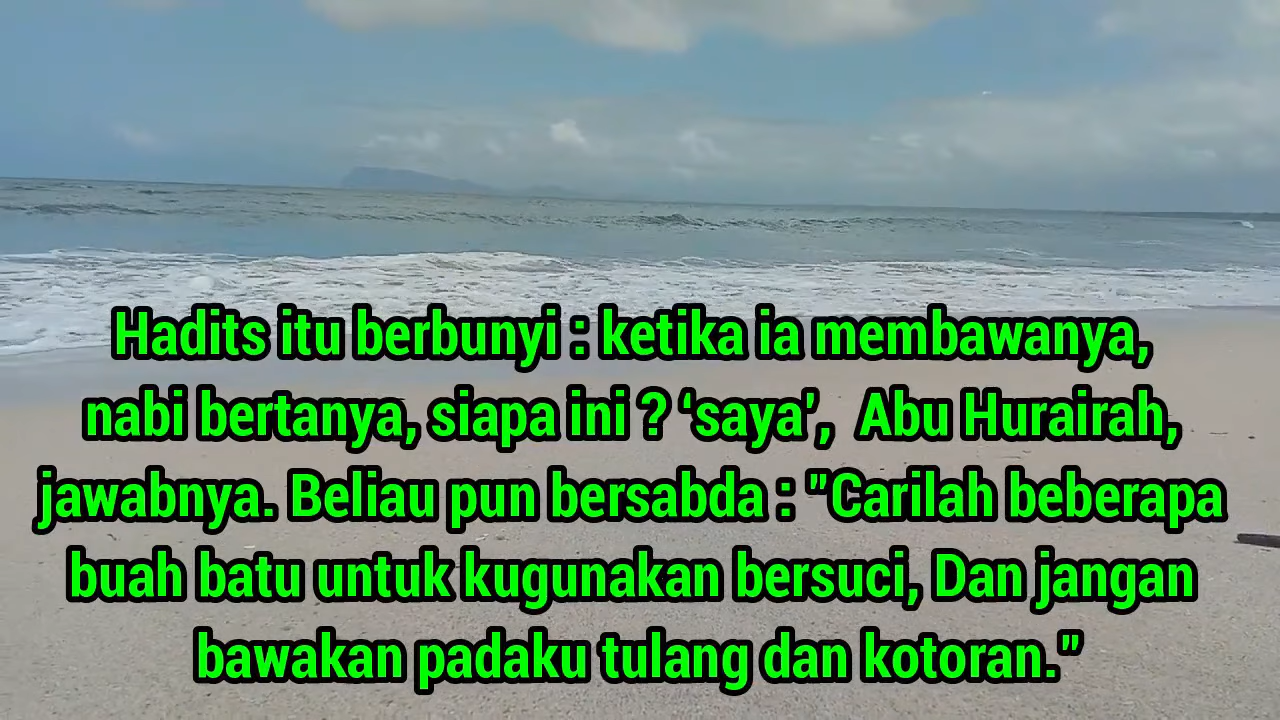 Hadits itu berbunyi : ketika ia membawanya,
nabi bertanya, siapa ini ? ‘saya’, Abu Hurairah,
jawabnya. Beliau pun bersabda : "Carilah beberapa
buah batu untuk kugunakan bersuci, Dan jangan
bawakan padaku tulang dan kotoran."